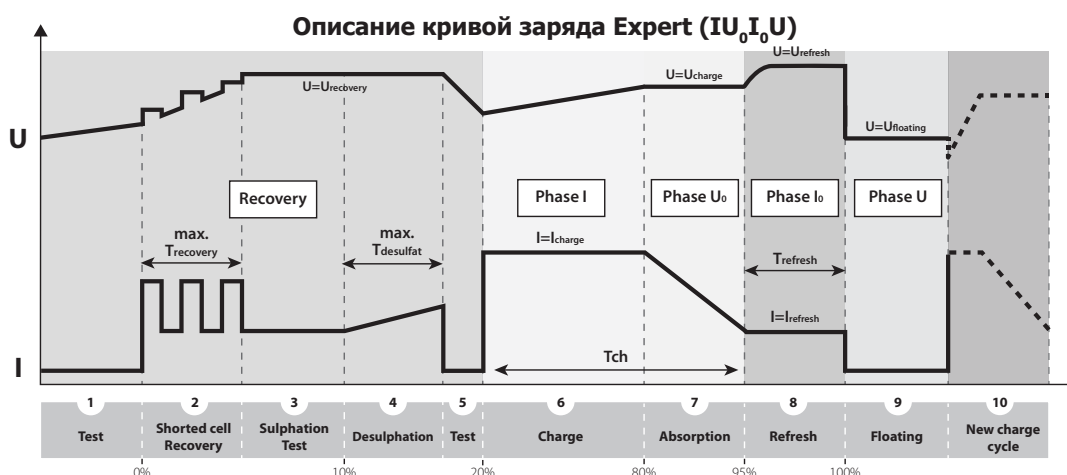 Описание кривой заряда Expert (IU0I0U)
U=Urefresh
U=Urecovery
U=Ucharge
U
U=Ufloating
Recovery
Phase I
Phase U0
Phase I0
Phase U
max.
Trecovery
max.
Tdesulfat
I=Icharge
Trefresh
I=Irefresh
I
Tch
1
2
3
4
5
6
7
8
9
10
Test
Shorted cell
Recovery
Sulphation
Test
Desulphation
Test
Charge
Absorption
Refresh
Floating
New charge
cycle
0%
10%
20%
80%
95%
100%